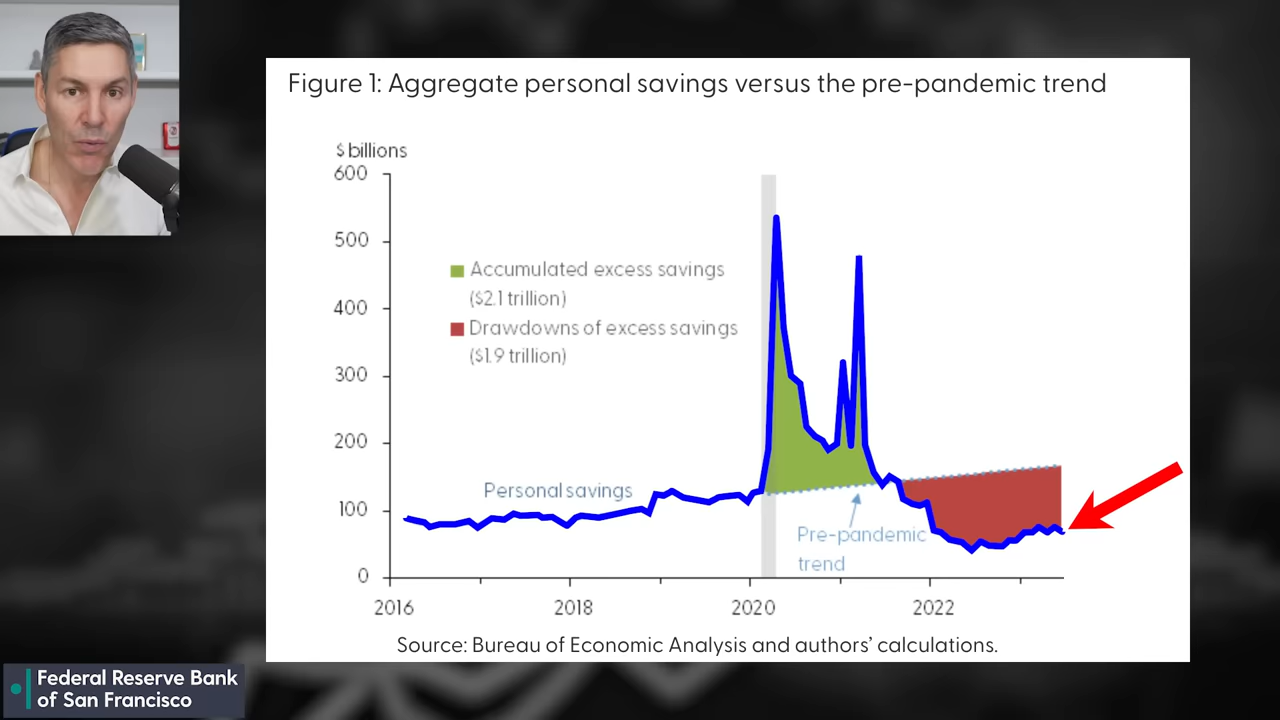 Figure 1: Aggregate personal savings versus the pre-pandemic trend
$ billions
600
500
400
300
200
100
0
Accumulated excess savings
($2.1 trillion)
Drawdowns of excess savings
($1.9 trillion)
Personal savings
Pre-pandemic
trend
2016
2018
2020
2022
Source: Bureau of Economic Analysis and authors’ calculations.
Federal Reserve Bank
of San Francisco